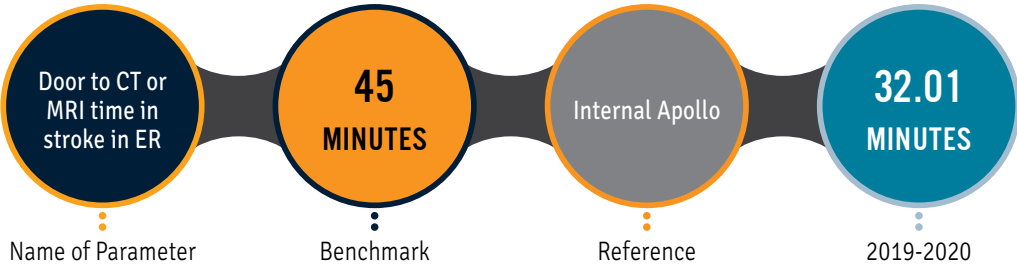 Door to CT or
MRI time in
stroke in ER
45
MINUTES
Internal Apollo
32.01
MINUTES
Name of Parameter
Benchmark
Reference
2019-2020